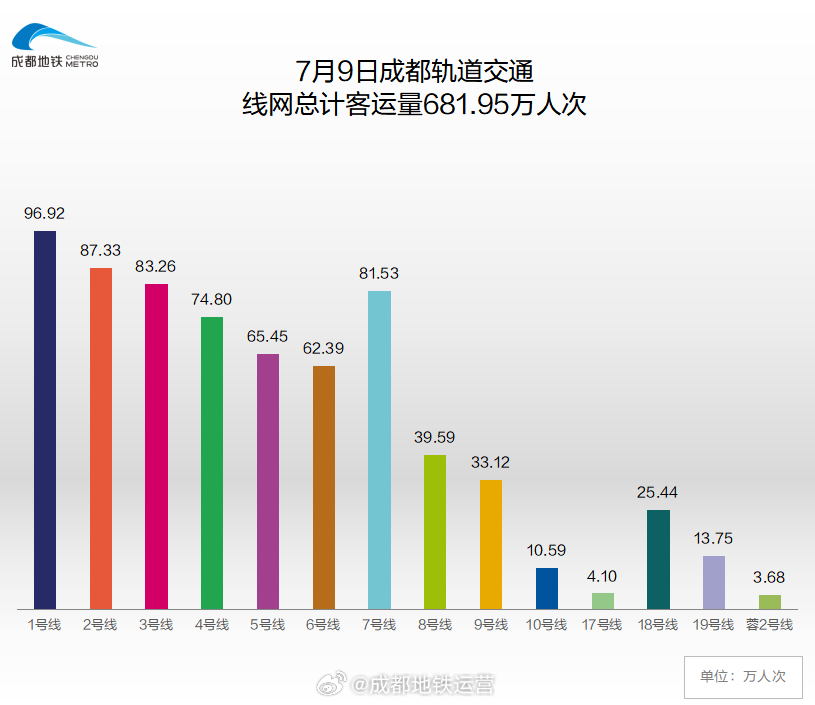 成都地铁 CHENGDU METRO
7月9日成都轨道交通
线网总计客运量681.95万人次
96.92
87.33
83.26
74.80
65.45
62.39
81.53
39.59
33.12
10.59
4.10
25.44
13.75
3.68
1号线
2号线
3号线
4号线
5号线
6号线
7号线
8号线
9号线
10号线
17号线
18号线
19号线
蓉2号线
单位：万人次
@成都地铁运营